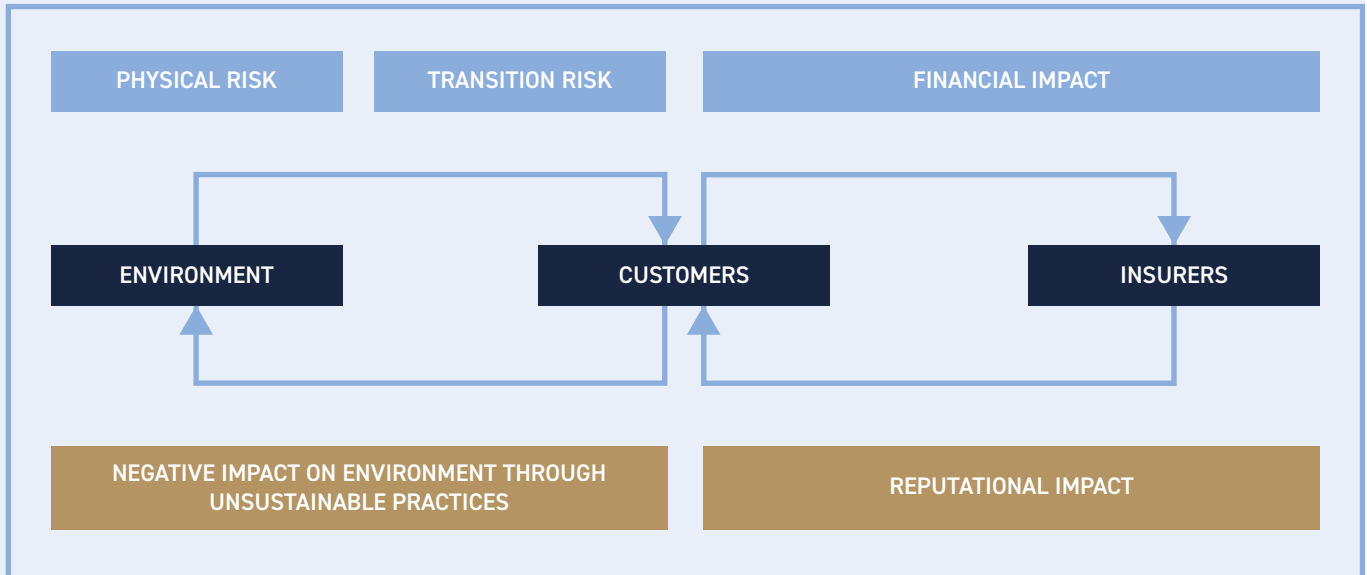 PHYSICAL RISK
TRANSITION RISK
FINANCIAL IMPACT
ENVIRONMENT
CUSTOMERS
INSURERS
NEGATIVE IMPACT ON ENVIRONMENT THROUGH
UNSUSTAINABLE PRACTICES
REPUTATIONAL IMPACT